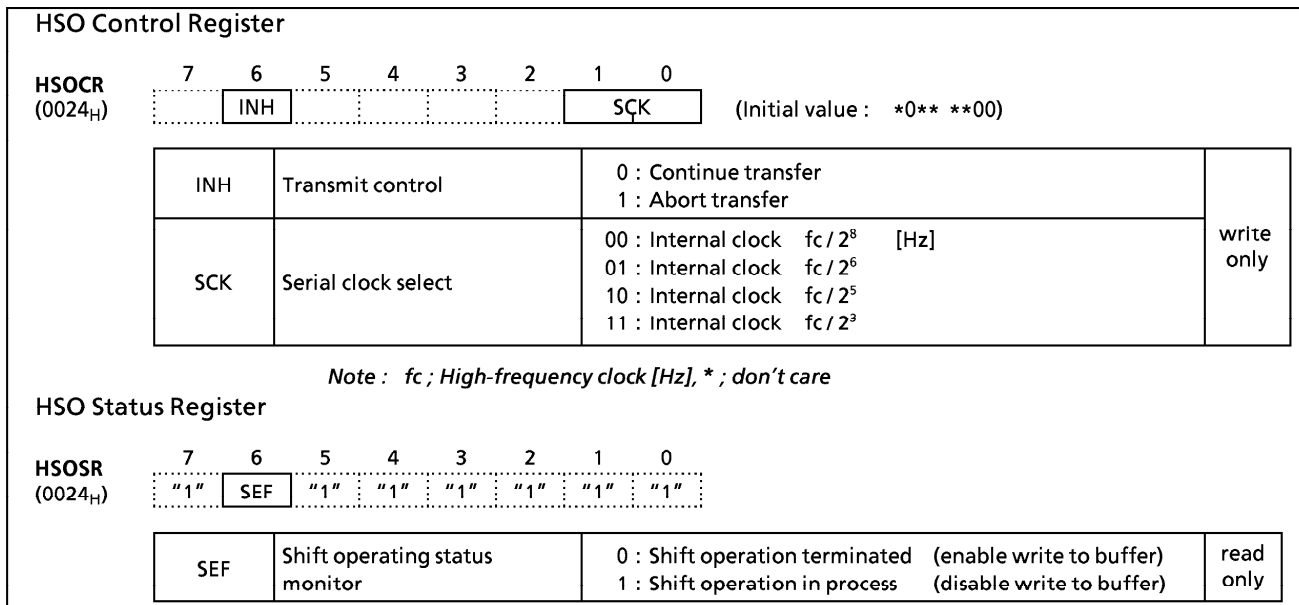 HSO Control Register
7 6 5 4 3 2 1 0
HSOCR
(0024H) INH SCK (Initial value : *0** **00)
INH Transmit control 0 : Continue transfer
1 : Abort transfer
write
only
SCK Serial clock select 00 : Internal clock fc / 2⁸ [Hz]
01 : Internal clock fc / 2⁶
10 : Internal clock fc / 2⁵
11 : Internal clock fc / 2³
Note : fc ; High-frequency clock [Hz], * ; don't care
HSO Status Register
7 6 5 4 3 2 1 0
HSOSR
(0024H) "1" SEF "1" "1" "1" "1" "1" "1"
SEF Shift operating status
monitor
0 : Shift operation terminated (enable write to buffer)
1 : Shift operation in process (disable write to buffer)
read
only